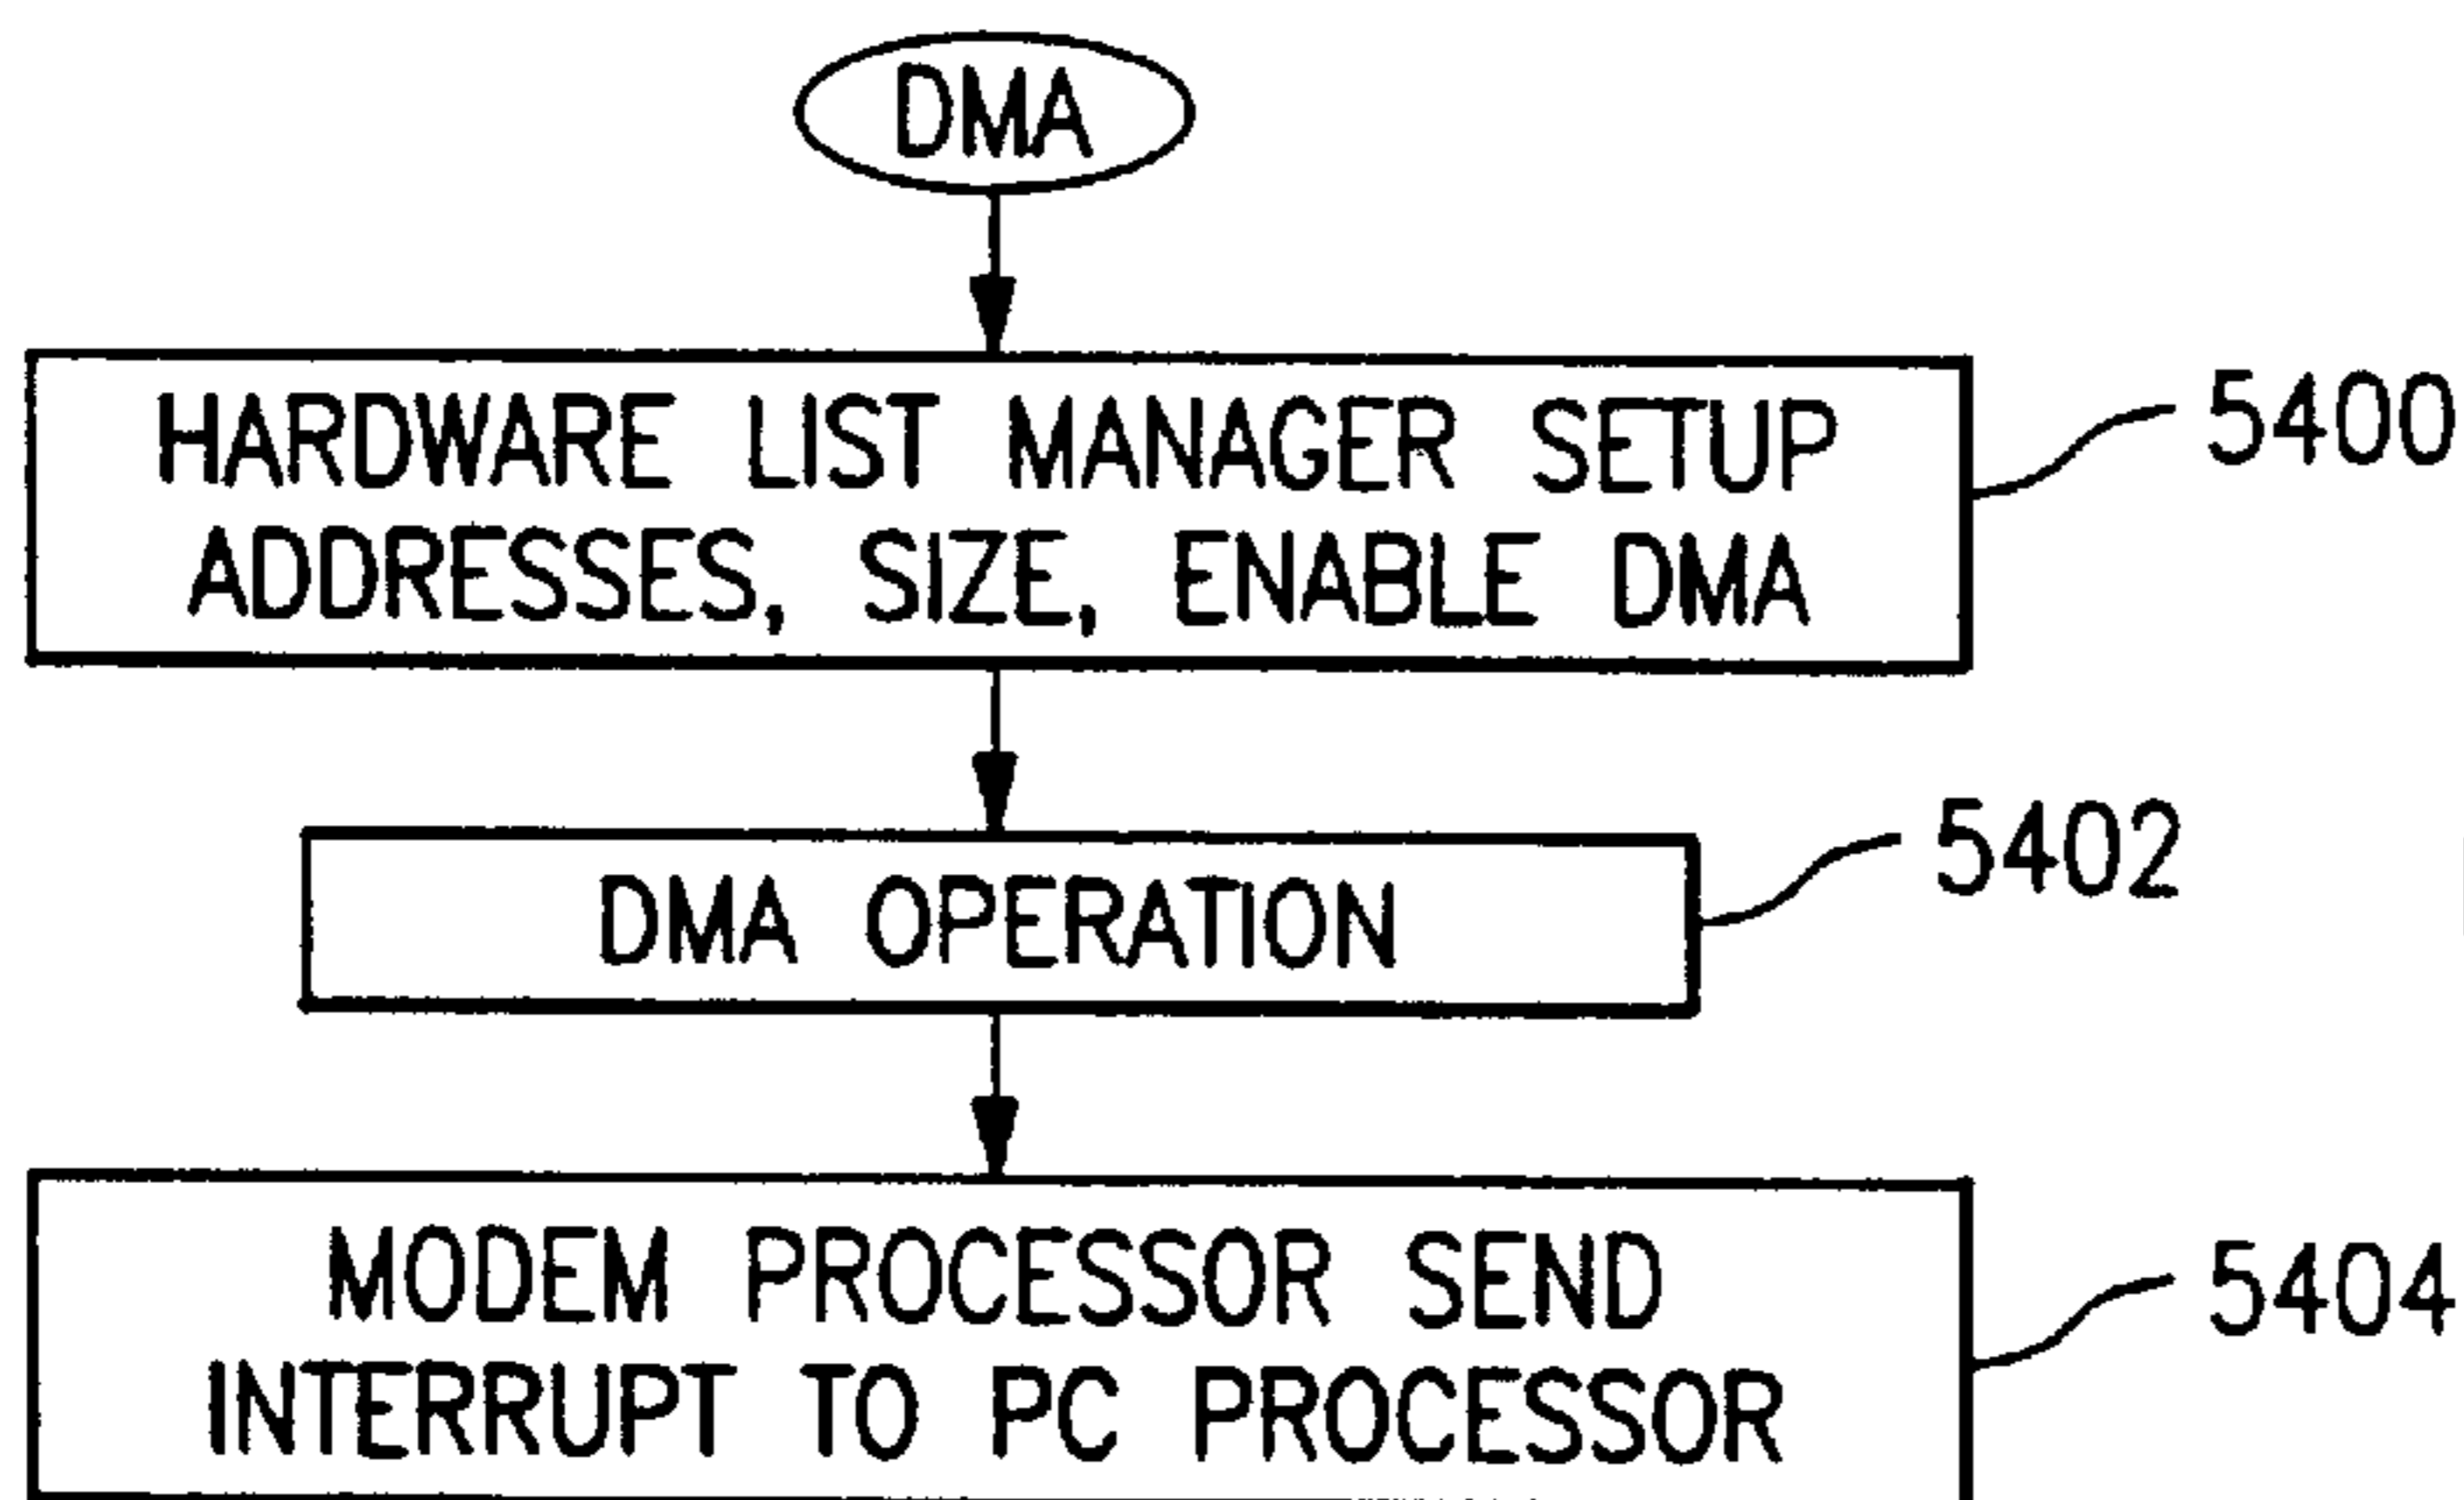 DMA
HARDWARE LIST MANAGER SETUP
ADDRESSES, SIZE, ENABLE DMA
5400
DMA OPERATION
5402
MODEM PROCESSOR SEND
INTERRUPT TO PC PROCESSOR
5404